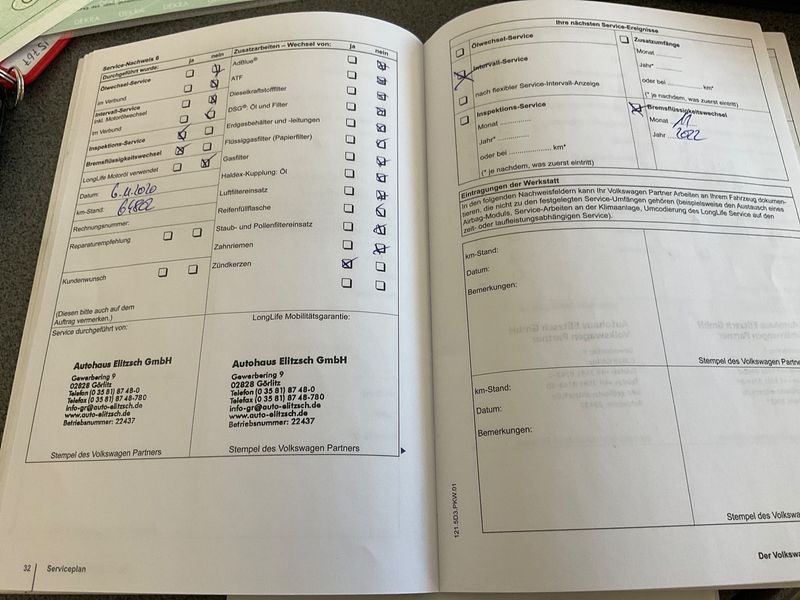 DEKRA DEKRA DEKRA
Service-Nachweis 6
Durchgeführt wurde: ja nein
Ölwechsel-Service
im Verbund
Intervall-Service
inkl. Motorölwechsel
im Verbund
Inspektions-Service
Bremsflüssigkeitswechsel
LongLife Motoröl verwendet
Datum: 6.11.2020
km-Stand: 64802
Rechnungsnummer:
Reparaturempfehlung
Kundenwunsch
(Diesen bitte auch auf dem
Auftrag vermerken.)
Service durchgeführt von:
Autohaus Elitzsch GmbH
Gewerbering 9
02828 Görlitz
Telefon (0 35 81) 87 48-0
Telefax (0 35 81) 87 48-780
info-gr@auto-elitzsch.de
www.auto-elitzsch.de
Betriebsnummer: 22437
Stempel des Volkswagen Partners
Zusatzarbeiten – Wechsel von: ja nein
AdBlue®
ATF
Dieselkraftstofffilter
DSG®: Öl und Filter
Erdgasbehälter und -leitungen
Flüssiggasfilter (Papierfilter)
Gasfilter
Haldex-Kupplung: Öl
Luftfiltereinsatz
Reifenfüllflasche
Staub- und Pollenfiltereinsatz
Zahnriemen
Zündkerzen
LongLife Mobilitätsgarantie:
Autohaus Elitzsch GmbH
Gewerbering 9
02828 Görlitz
Telefon (0 35 81) 87 48-0
Telefax (0 35 81) 87 48-780
info-gr@auto-elitzsch.de
www.auto-elitzsch.de
Betriebsnummer: 22437
Stempel des Volkswagen Partners
32 Serviceplan
Ihre nächsten Service-Ereignisse
Ölwechsel-Service
Intervall-Service
nach flexibler Service-Intervall-Anzeige
Inspektions-Service
Monat
Jahr*
oder bei km*
(* je nachdem, was zuerst eintritt)
Zusatzumfänge
Monat
Jahr*
oder bei km*
(* je nachdem, was zuerst eintritt)
Bremsflüssigkeitswechsel
Monat 11
Jahr 2022
Eintragungen der Werkstatt
In den folgenden Nachweisfeldern kann Ihr Volkswagen Partner Arbeiten an Ihrem Fahrzeug dokumen-
tieren, die nicht zu den festgelegten Service-Umfängen gehören (beispielsweise den Austausch eines
Airbag-Moduls, Service-Arbeiten an der Klimaanlage, Umcodierung des LongLife Service auf den
zeit- oder laufleistungsabhängigen Service).
km-Stand:
Datum:
Bemerkungen:
Stempel des Volkswagen Partn
km-Stand:
Datum:
Bemerkungen:
Stempel des Volkswa
121.5D3.PKW.01
Der Volkswa